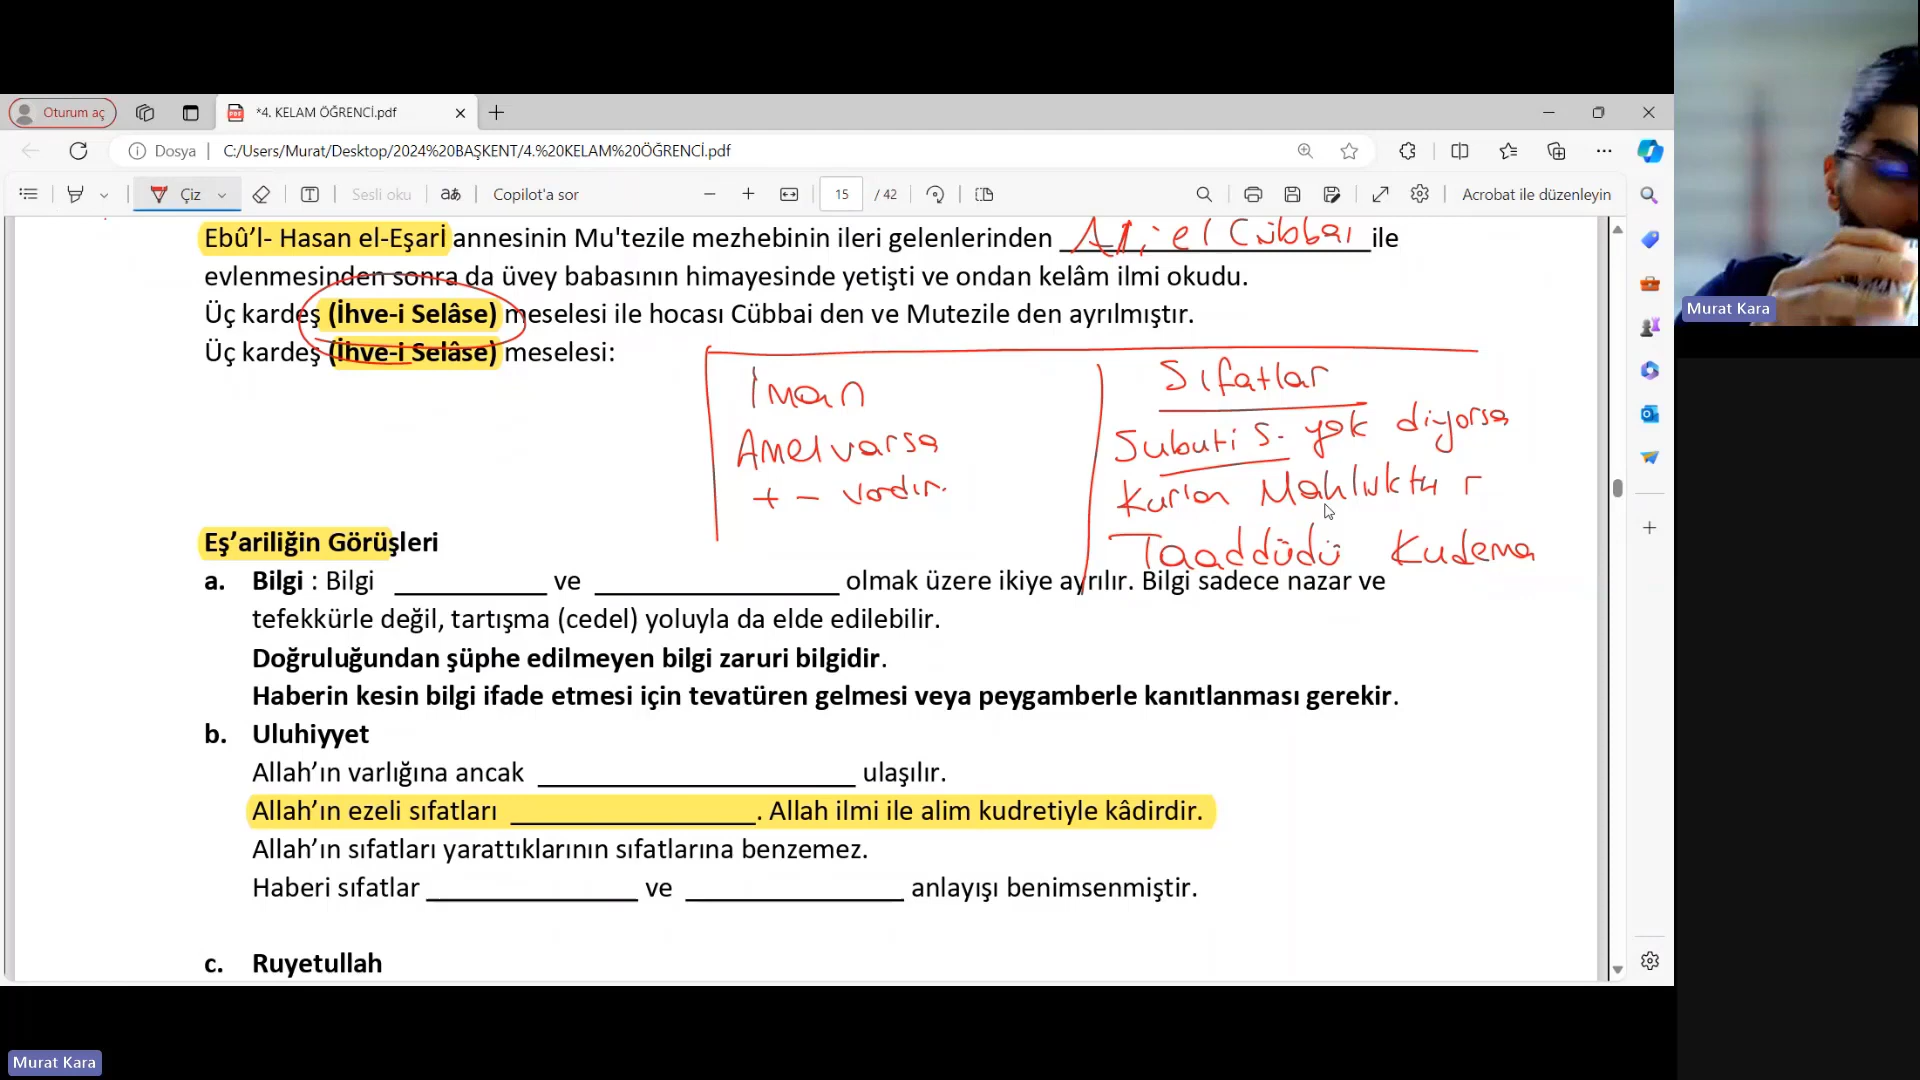 Oturum aç
*4. KELAM ÖĞRENCİ.pdf
Dosya | C:/Users/Murat/Desktop/2024%20BAŞKENT/4.%20KELAM%20ÖĞRENCİ.pdf
Çiz
Sesli oku
aあ
Copilot'a sor
15 / 42
Acrobat ile düzenleyin
Ebû’l- Hasan el-Eşarİ annesinin Mu'tezile mezhebinin ileri gelenlerinden Ali el Cübbai ile
evlenmesinden sonra da üvey babasının himayesinde yetişti ve ondan kelâm ilmi okudu.
Üç kardeş (İhve-i Selâse) meselesi ile hocası Cübbai den ve Mutezile den ayrılmıştır.
Üç kardeş (İhve-i Selâse) meselesi:
İman
Amel varsa
+ - vardır.
Sıfatlar
Subuti S. yok diyorsa
Kur'an Mahluktur
Taaddüdü Kudema
Eş’ariliğin Görüşleri
a. Bilgi : Bilgi ___________ ve __________________ olmak üzere ikiye ayrılır. Bilgi sadece nazar ve
tefekkürle değil, tartışma (cedel) yoluyla da elde edilebilir.
Doğruluğundan şüphe edilmeyen bilgi zaruri bilgidir.
Haberin kesin bilgi ifade etmesi için tevatüren gelmesi veya peygamberle kanıtlanması gerekir.
b. Uluhiyyet
Allah’ın varlığına ancak _______________________ ulaşılır.
Allah’ın ezeli sıfatları __________________. Allah ilmi ile alim kudretiyle kâdirdir.
Allah’ın sıfatları yarattıklarının sıfatlarına benzemez.
Haberi sıfatlar _______________ ve ________________ anlayışı benimsenmiştir.
c. Ruyetullah
Murat Kara
Murat Kara